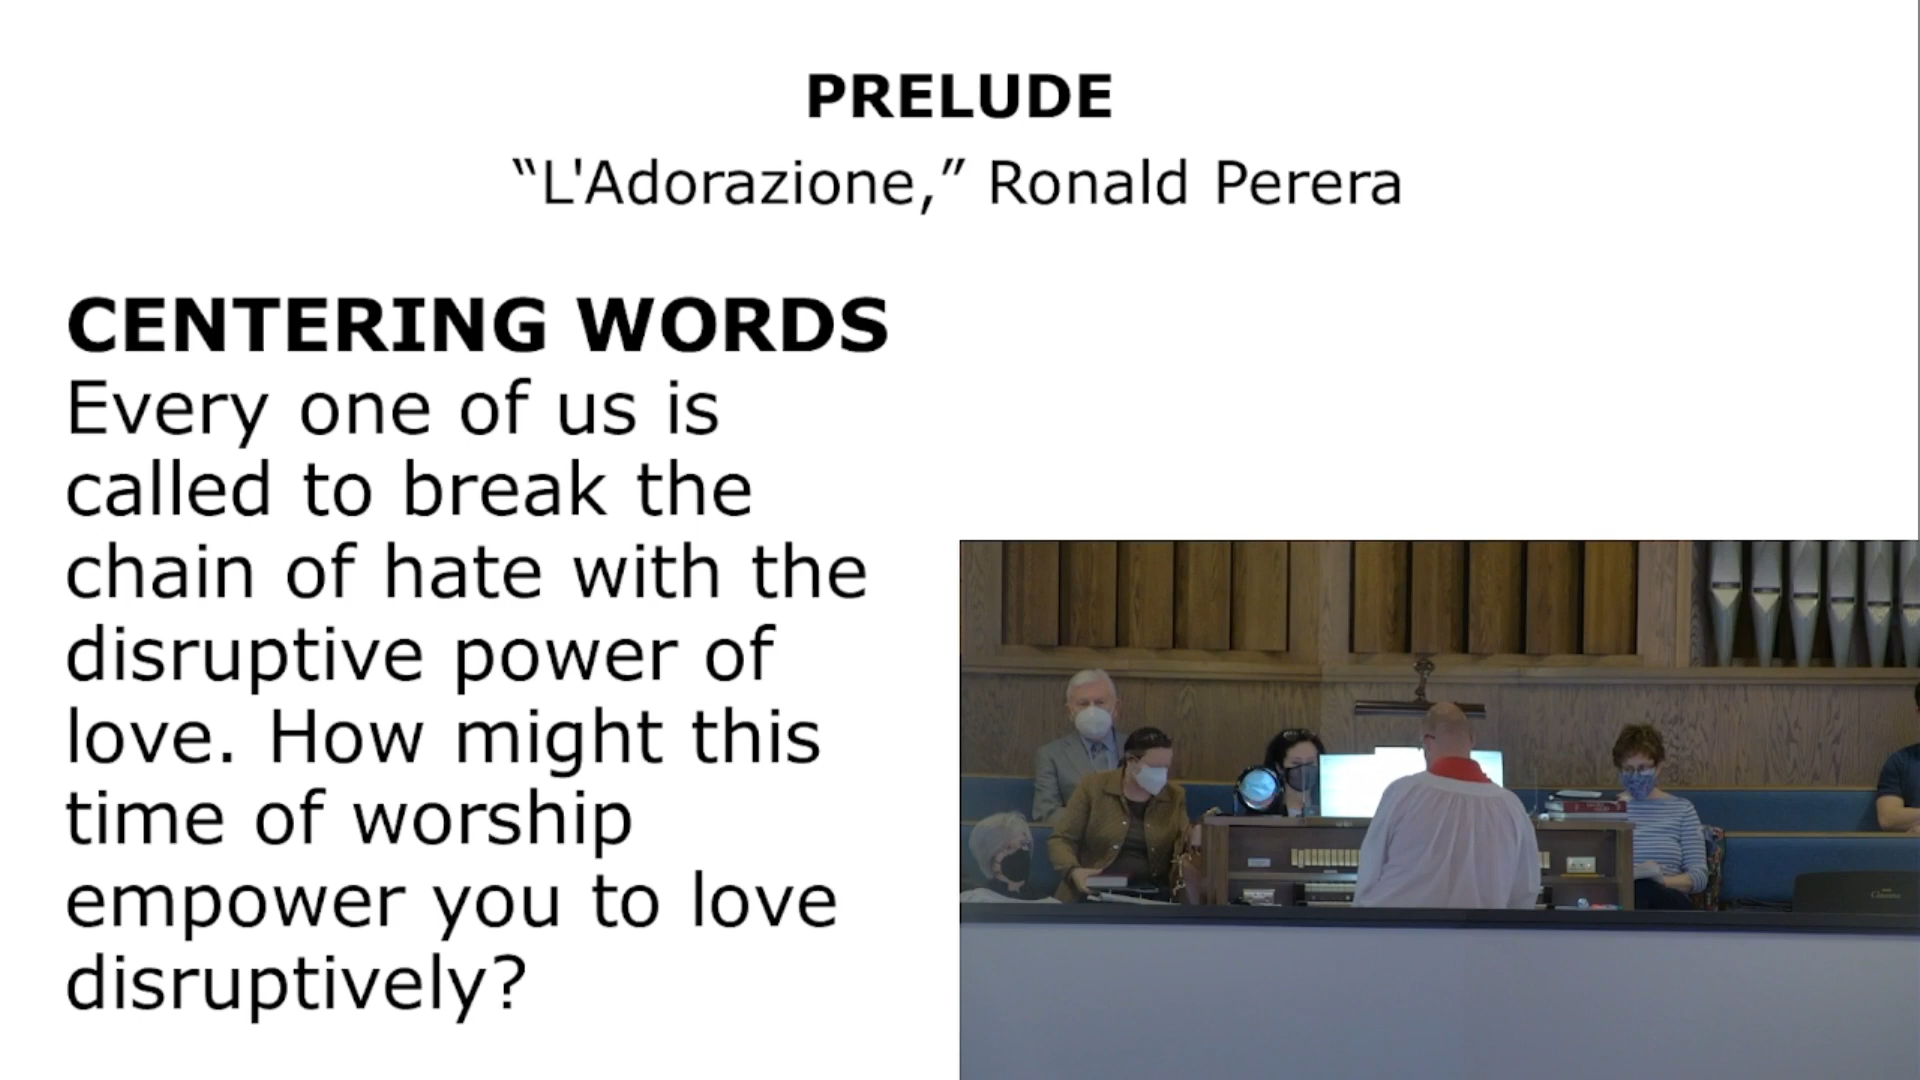 PRELUDE
“L'Adorazione,” Ronald Perera
CENTERING WORDS
Every one of us is
called to break the
chain of hate with the
disruptive power of
love. How might this
time of worship
empower you to love
disruptively?